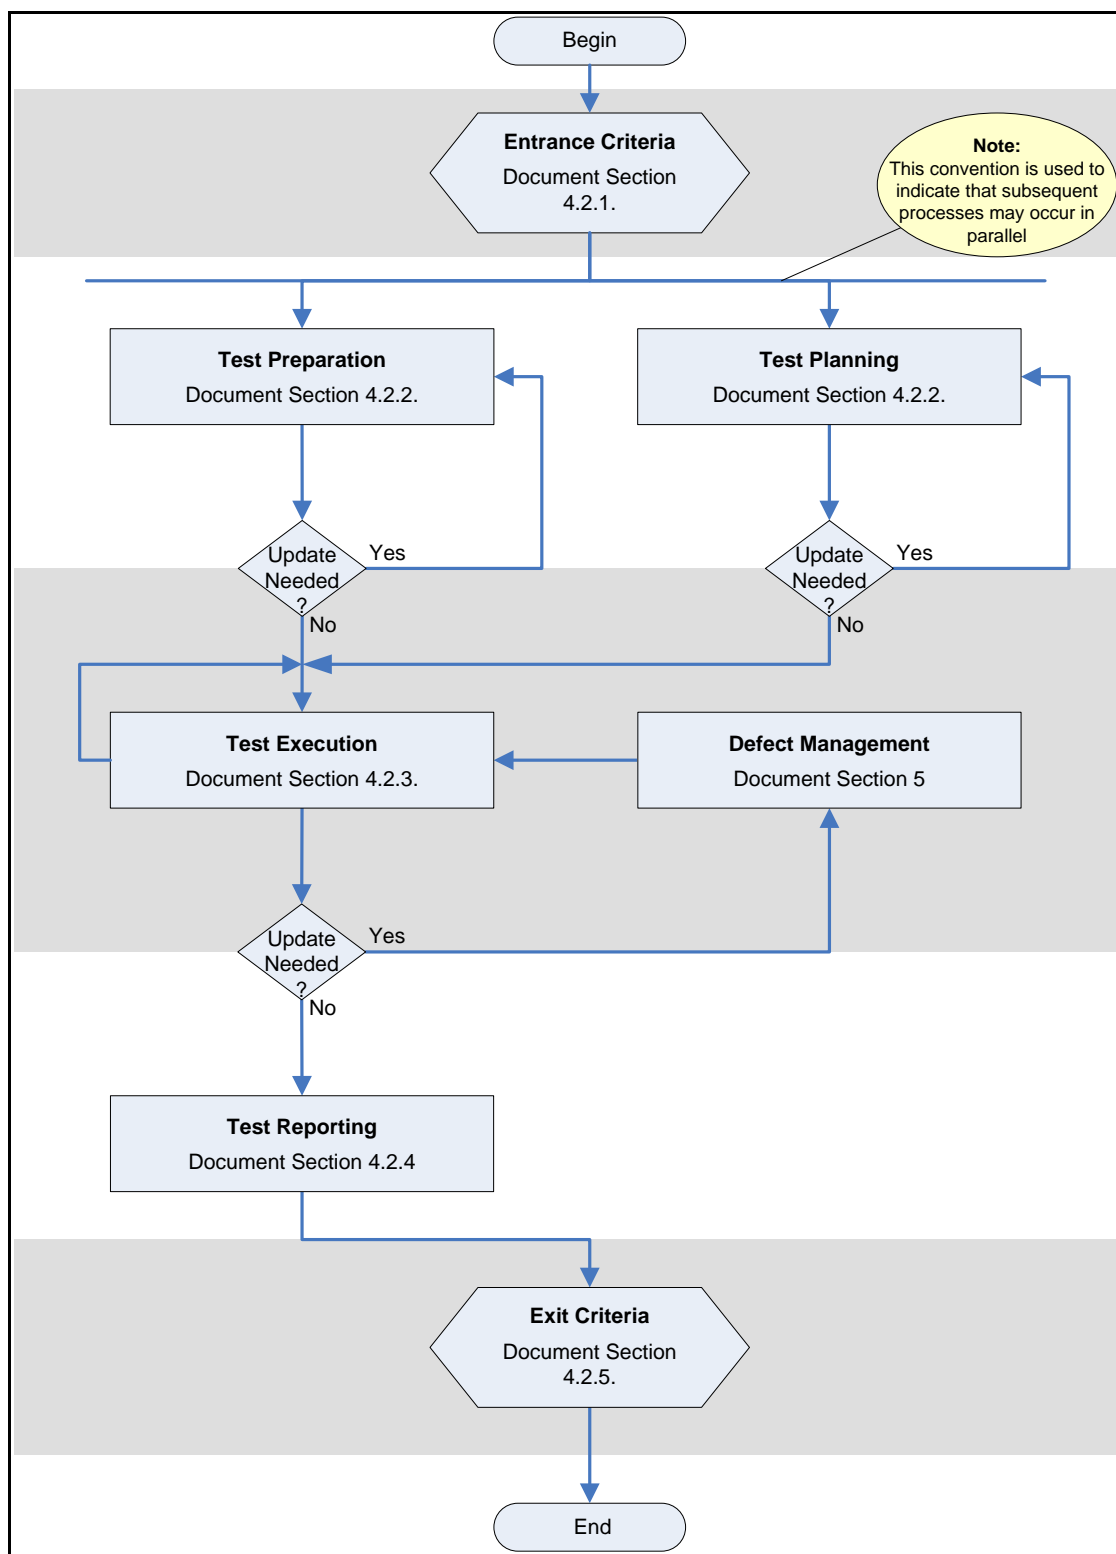 Begin
Entrance Criteria
Document Section
4.2.1.
Note:
This convention is used to
indicate that subsequent
processes may occur in
parallel
Test Preparation
Document Section 4.2.2.
Test Planning
Document Section 4.2.2.
Update
Needed
?
Yes
No
Update
Needed
?
Yes
No
Test Execution
Document Section 4.2.3.
Defect Management
Document Section 5
Update
Needed
?
Yes
No
Test Reporting
Document Section 4.2.4
Exit Criteria
Document Section
4.2.5.
End